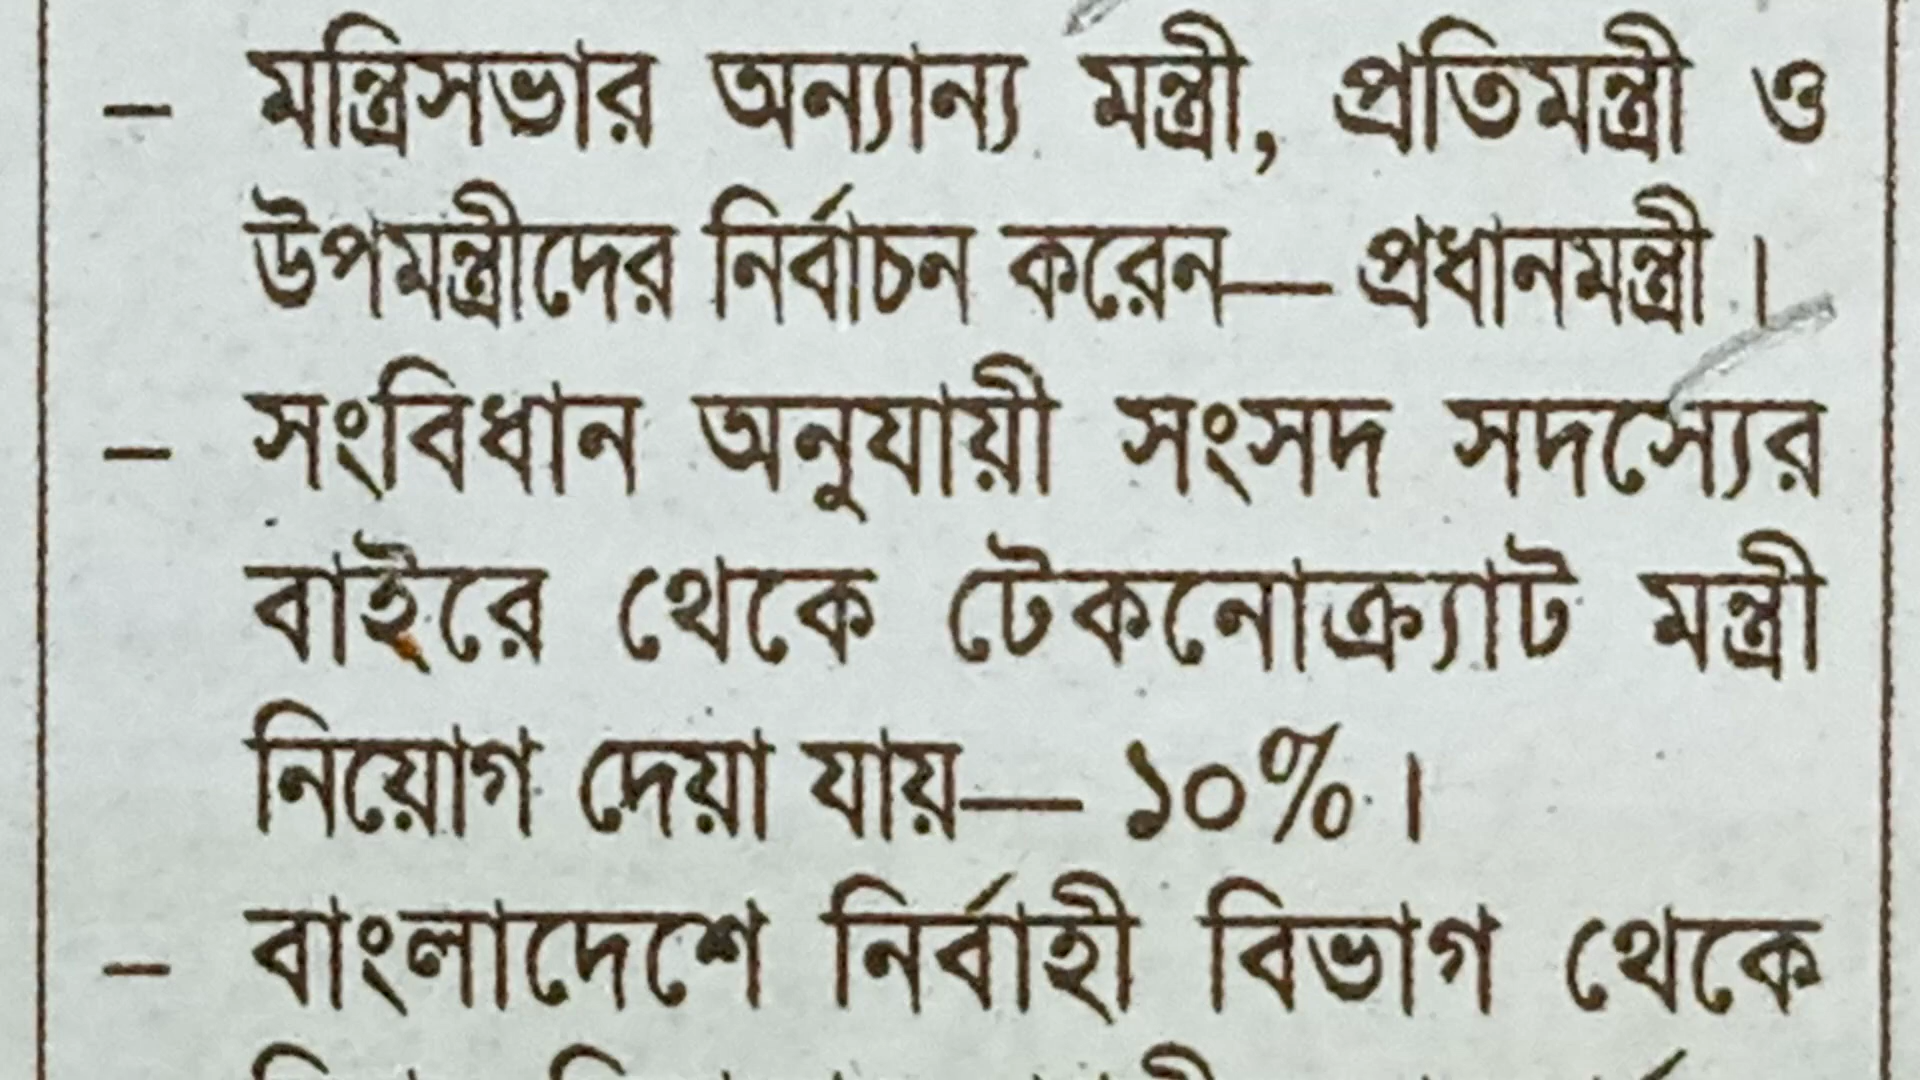 – মন্ত্রিসভার অন্যান্য মন্ত্রী, প্রতিমন্ত্রী ও
উপমন্ত্রীদের নির্বাচন করেন— প্রধানমন্ত্রী।
– সংবিধান অনুযায়ী সংসদ সদস্যের
বাইরে থেকে টেকনোক্র্যাট মন্ত্রী
নিয়োগ দেয়া যায়— ১০%।
– বাংলাদেশে নির্বাহী বিভাগ থেকে